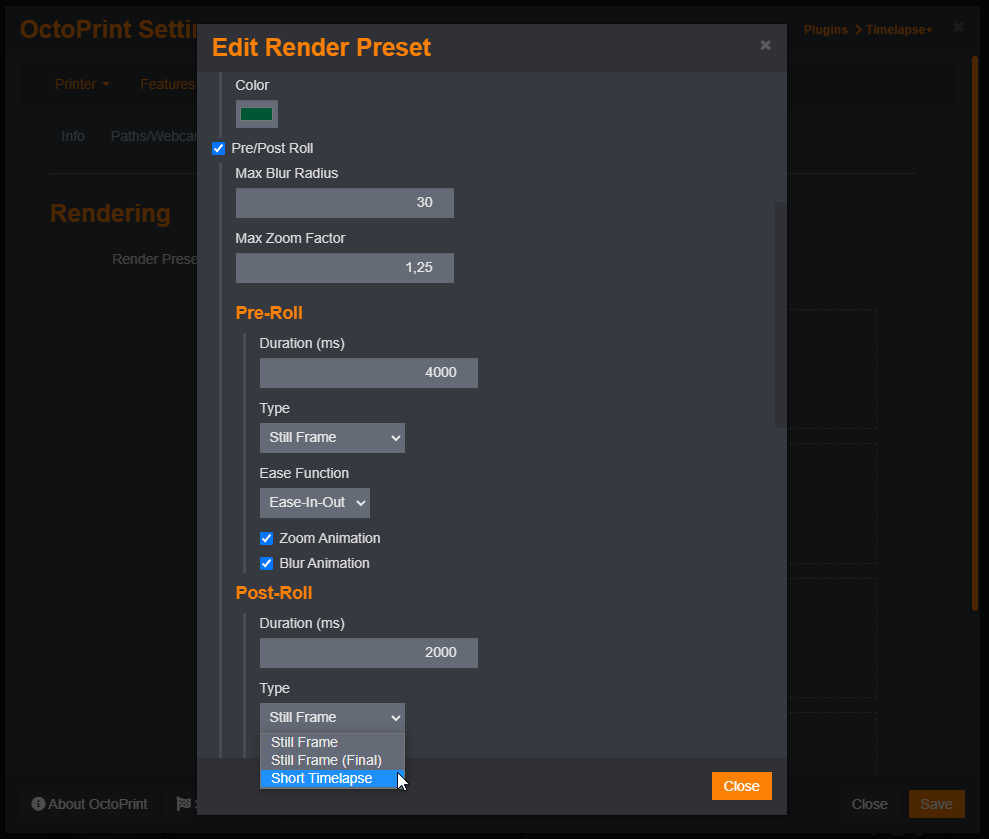 OctoPrint Setti
Plugins > Timelapse+
Edit Render Preset
Printer
Features
Info
Paths/Webcar
Rendering
Render Prese
Color
Pre/Post Roll
Max Blur Radius
30
Max Zoom Factor
1,25
Pre-Roll
Duration (ms)
4000
Type
Still Frame
Ease Function
Ease-In-Out
Zoom Animation
Blur Animation
Post-Roll
Duration (ms)
2000
Type
Still Frame
Still Frame
Still Frame (Final)
Short Timelapse
Close
About OctoPrint
S
Close
Save